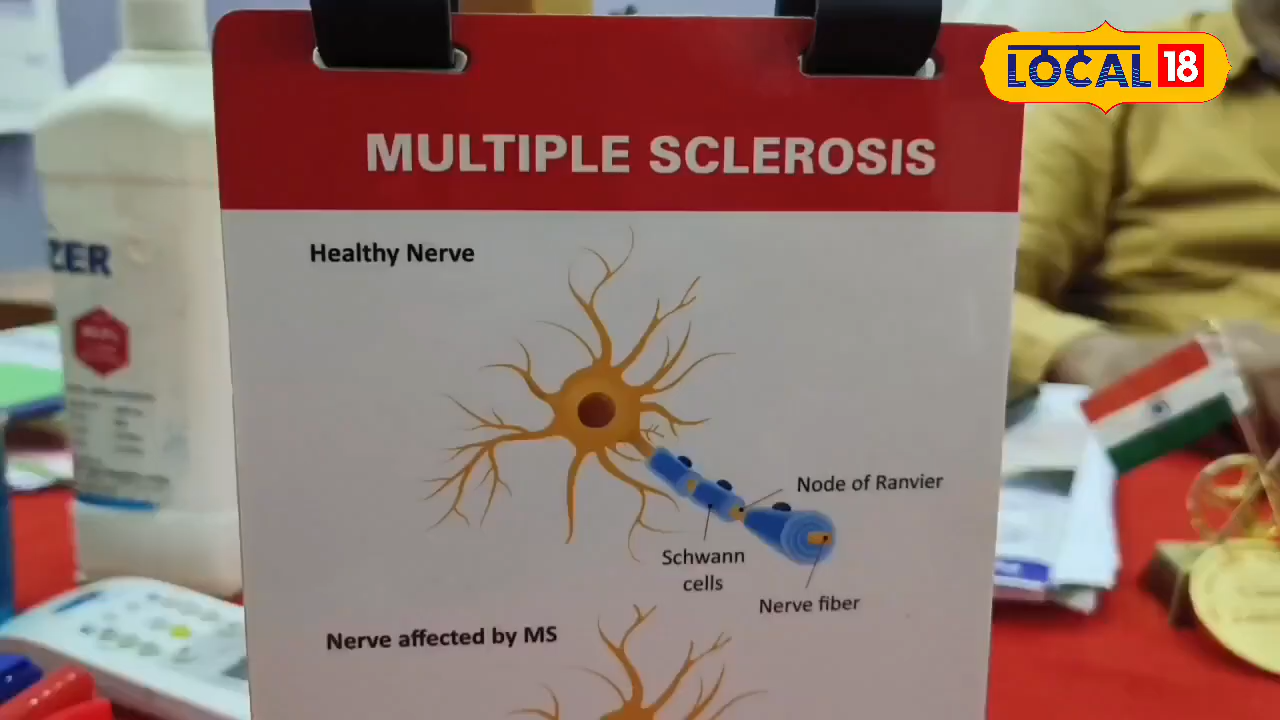 LOCAL 18
MULTIPLE SCLEROSIS
Healthy Nerve
Node of Ranvier
Schwann
cells
Nerve fiber
Nerve affected by MS
ZER